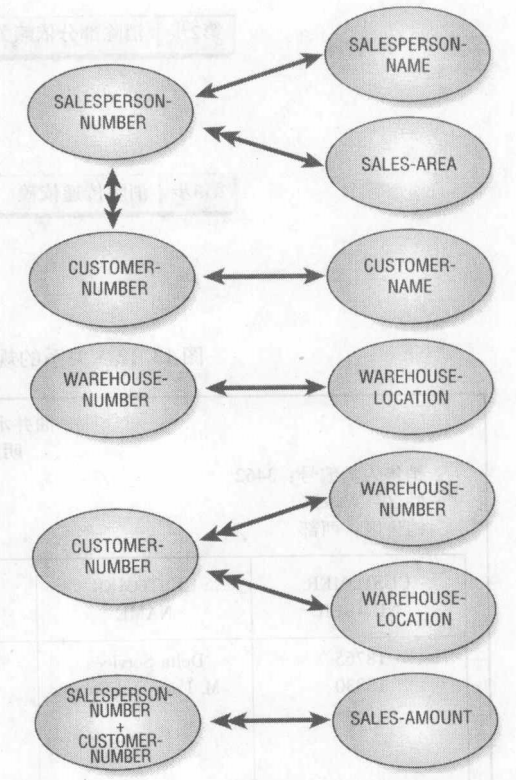 SALESPERSON-
NAME
SALESPERSON-
NUMBER
SALES-AREA
CUSTOMER-
NUMBER
CUSTOMER-
NAME
WAREHOUSE-
NUMBER
WAREHOUSE-
LOCATION
CUSTOMER-
NUMBER
WAREHOUSE-
NUMBER
WAREHOUSE-
LOCATION
SALESPERSON-
NUMBER
+
CUSTOMER-
NUMBER
SALES-AMOUNT